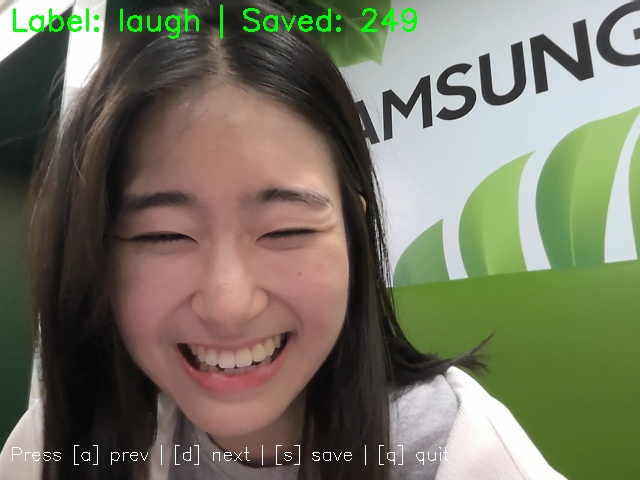 Label: laugh | Saved: 249
AMSUNG
Press [a] prev | [d] next | [s] save | [q] quit